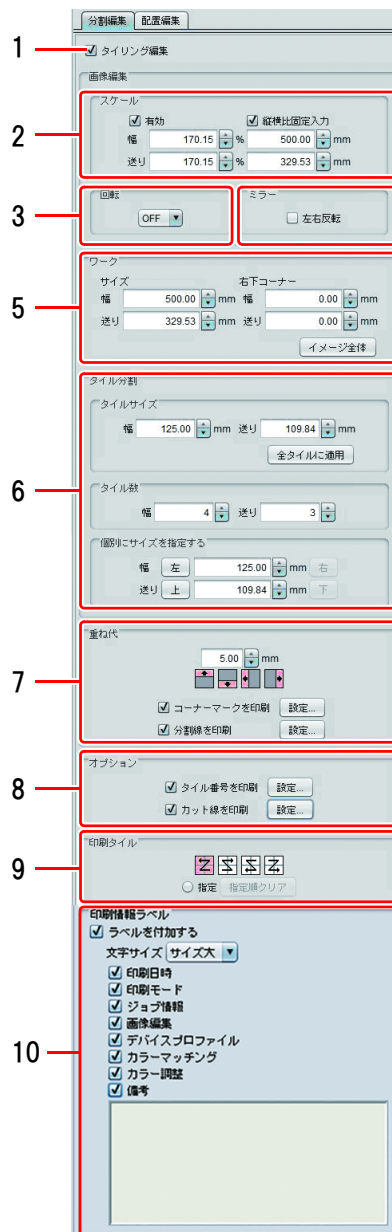 分割編集 配置編集
1 タイリング編集
画像編集
2 スケール
有効 縦横比固定入力
幅 170.15 % 500.00 mm
送り 170.15 % 329.53 mm
3 回転 ミラー
OFF 左右反転
5 ワーク
サイズ 右下コーナー
幅 500.00 mm 幅 0.00 mm
送り 329.53 mm 送り 0.00 mm
イメージ全体
6 タイル分割
タイルサイズ
幅 125.00 mm 送り 109.84 mm
全タイルに適用
タイル数
幅 4 送り 3
個別にサイズを指定する
幅 左 125.00 mm 右
送り 上 109.84 mm 下
7 重ね代
5.00 mm
コーナーマークを印刷 設定...
分割線を印刷 設定...
8 オプション
タイル番号を印刷 設定...
カット線を印刷 設定...
9 印刷タイル
指定 指定順クリア
10 印刷情報ラベル
ラベルを付加する
文字サイズ サイズ大
印刷日時
印刷モード
ジョブ情報
画像編集
デバイスプロファイル
カラーマッチング
カラー調整
備考